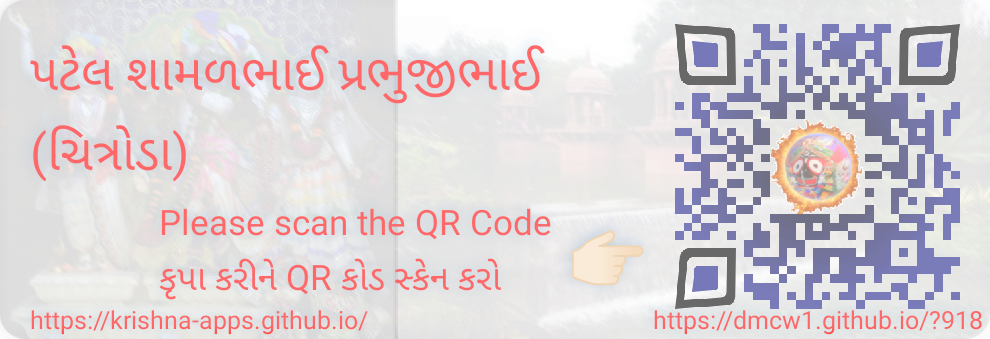 પટેલ શામળભાઈ પ્રભુજીભાઈ
(ચિત્રોડા)
Please scan the QR Code
કૃપા કરીને QR કોડ સ્કેન કરો
https://krishna-apps.github.io/
https://dmcw1.github.io/?918